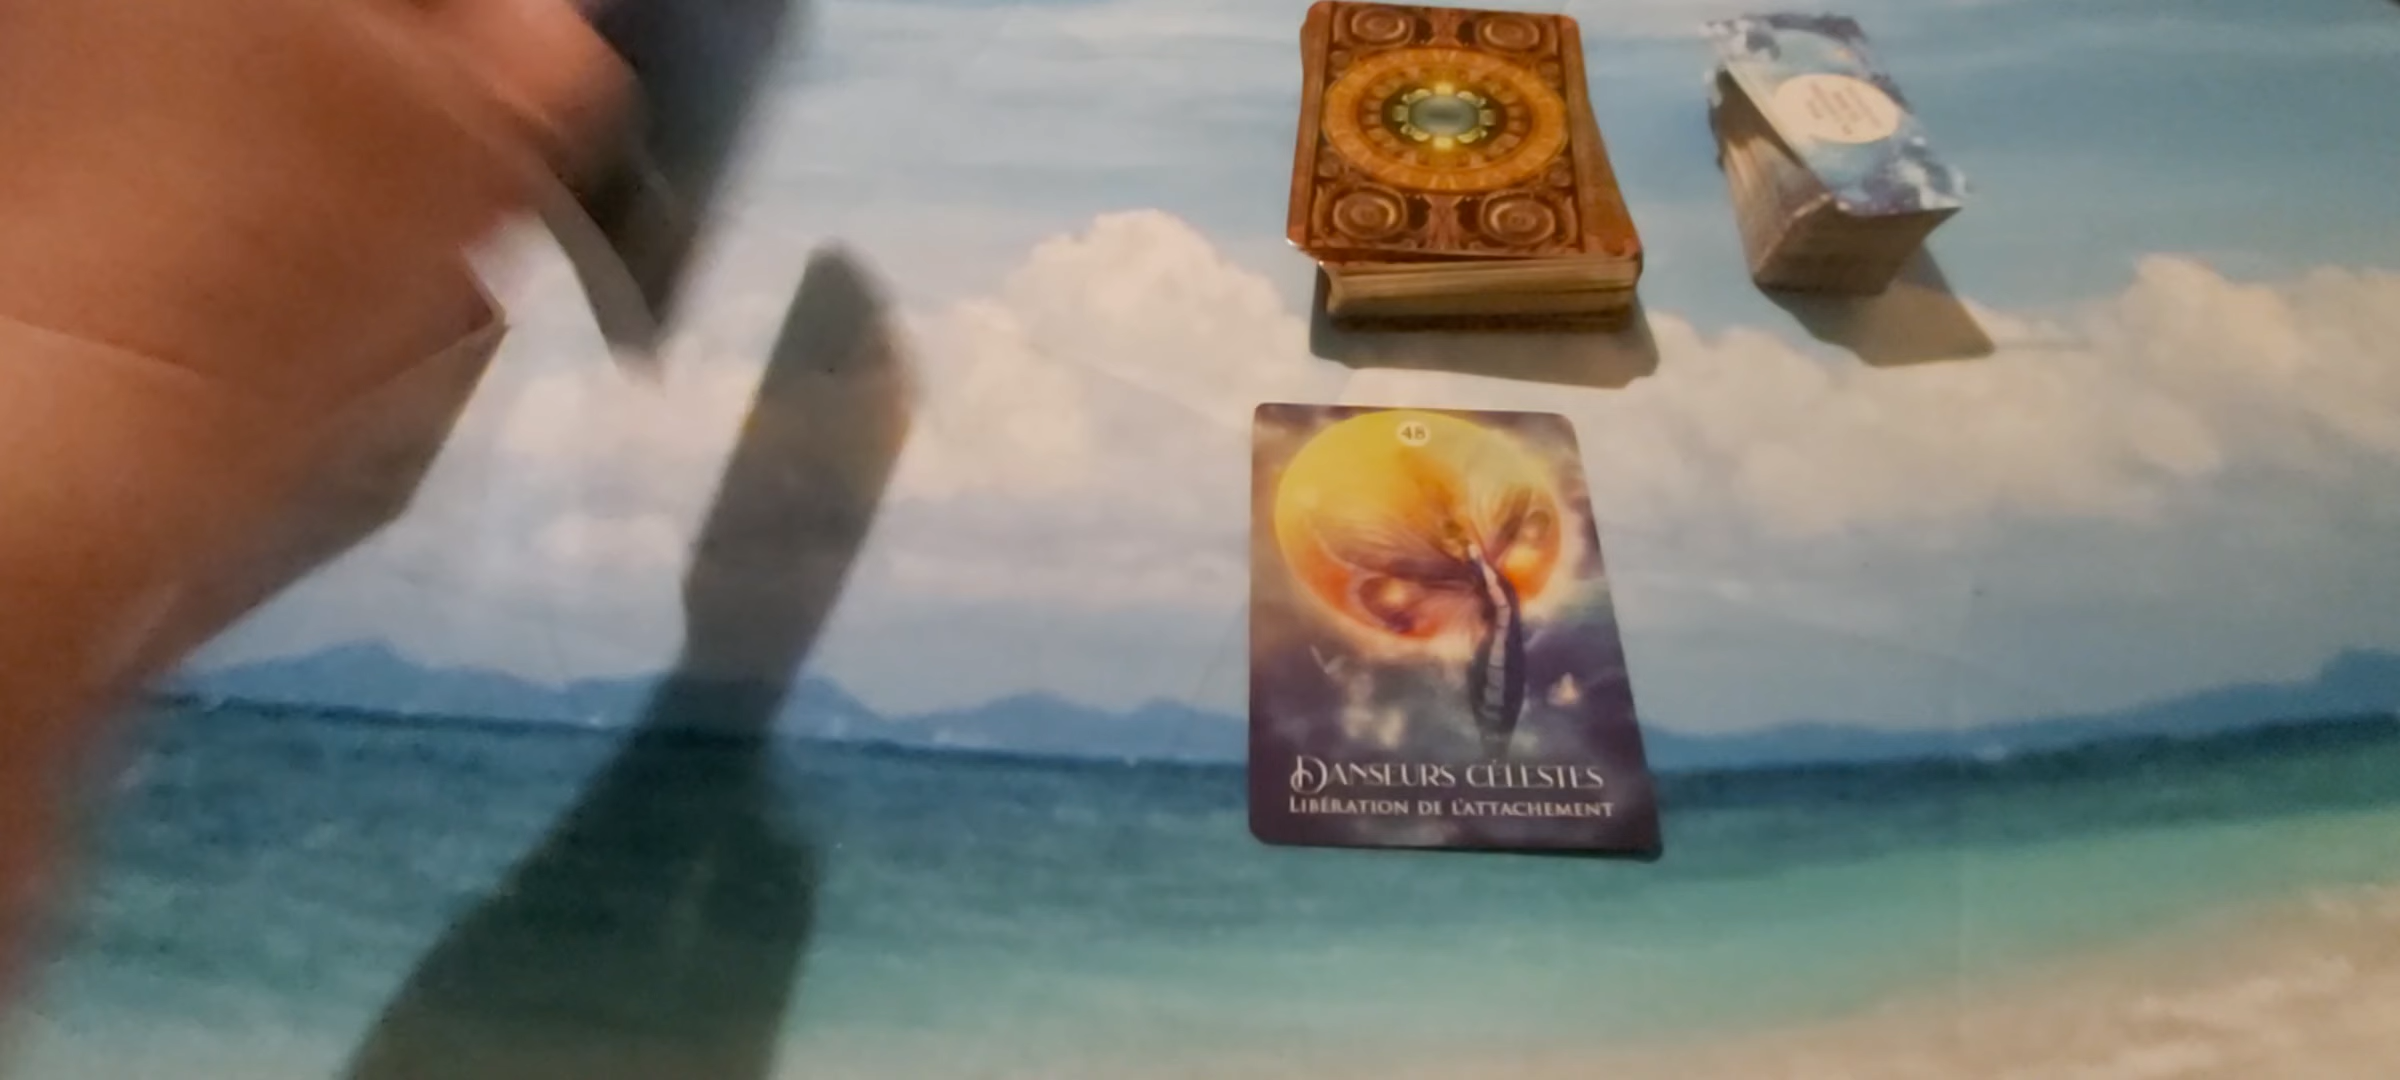 48
DANSEURS CÉLESTES
LIBÉRATION DE L'ATTACHEMENT